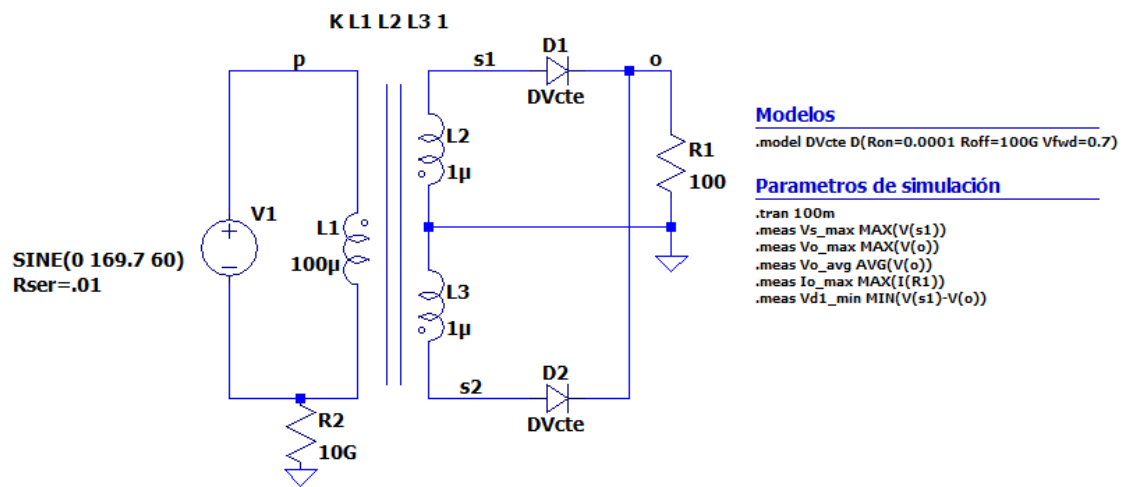 K L1 L2 L3 1
p
s1
D1
o
DVcte
V1
L1
100µ
L2
1µ
R1
100
SINE(0 169.7 60)
Rser=.01
L3
1µ
s2
D2
DVcte
R2
10G
Modelos
.model DVcte D(Ron=0.0001 Roff=100G Vfwd=0.7)
Parametros de simulación
.tran 100m
.meas Vs_max MAX(V(s1))
.meas Vo_max MAX(V(o))
.meas Vo_avg AVG(V(o))
.meas Io_max MAX(I(R1))
.meas Vd1_min MIN(V(s1)-V(o))